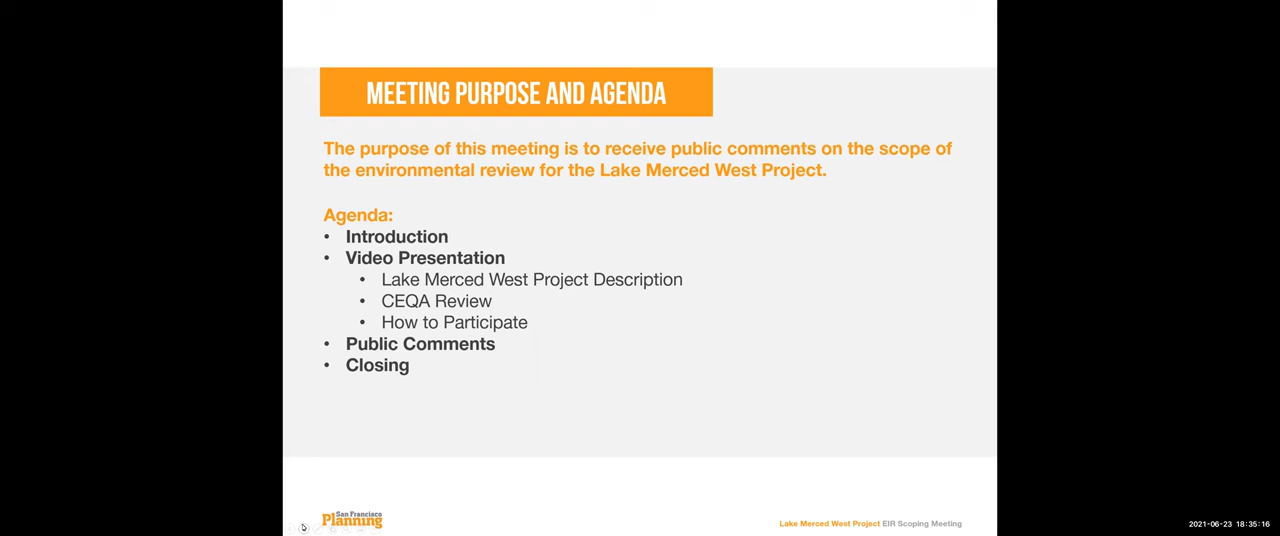 MEETING PURPOSE AND AGENDA
The purpose of this meeting is to receive public comments on the scope of
the environmental review for the Lake Merced West Project.
Agenda:
• Introduction
• Video Presentation
• Lake Merced West Project Description
• CEQA Review
• How to Participate
• Public Comments
• Closing
San Francisco
Planning
Lake Merced West Project EIR Scoping Meeting
2021-06-23 18:35:16